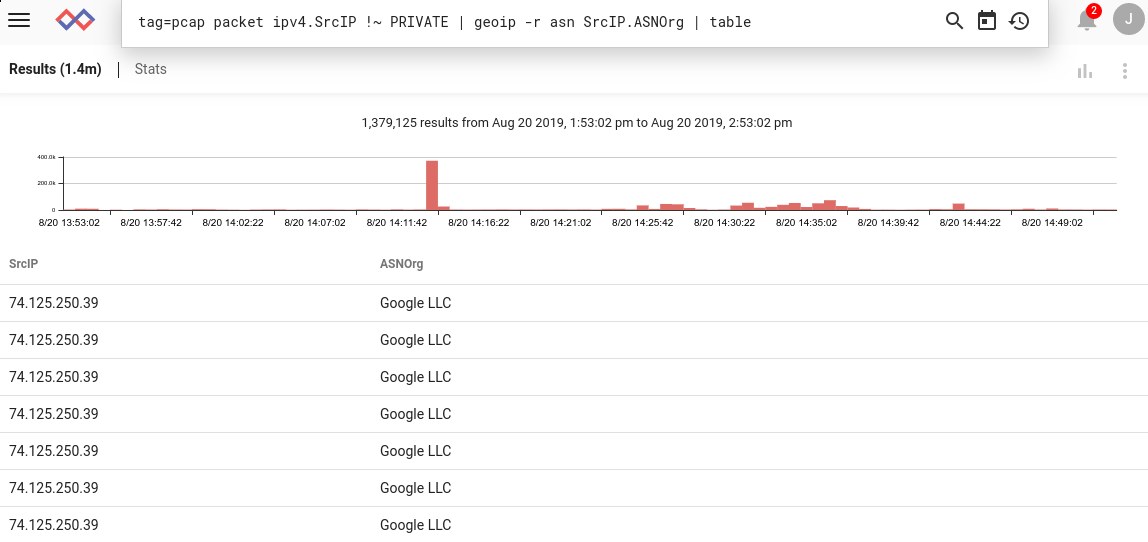 tag=pcap packet ipv4.SrcIP !~ PRIVATE | geoip -r asn SrcIP.ASNOrg | table
2
J
Results (1.4m) | Stats
1,379,125 results from Aug 20 2019, 1:53:02 pm to Aug 20 2019, 2:53:02 pm
400.0k
200.0k
0
8/20 13:53:02 8/20 13:57:42 8/20 14:02:22 8/20 14:07:02 8/20 14:11:42 8/20 14:16:22 8/20 14:21:02 8/20 14:25:42 8/20 14:30:22 8/20 14:35:02 8/20 14:39:42 8/20 14:44:22 8/20 14:49:02
SrcIP ASNOrg
74.125.250.39 Google LLC
74.125.250.39 Google LLC
74.125.250.39 Google LLC
74.125.250.39 Google LLC
74.125.250.39 Google LLC
74.125.250.39 Google LLC
74.125.250.39 Google LLC